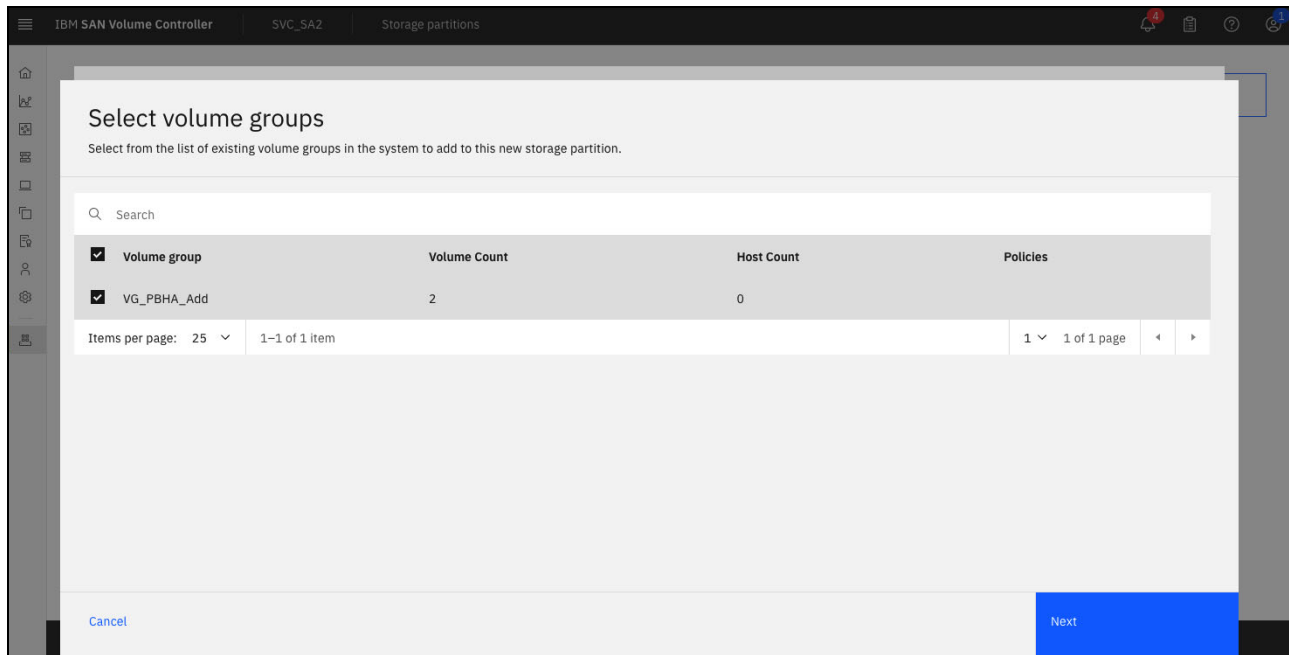 IBM SAN Volume Controller SVC_SA2 Storage partitions 4 1
Select volume groups
Select from the list of existing volume groups in the system to add to this new storage partition.
Search
Volume group Volume Count Host Count Policies
VG_PBHA_Add 2 0
Items per page: 25 1–1 of 1 item 1 1 of 1 page
Cancel Next